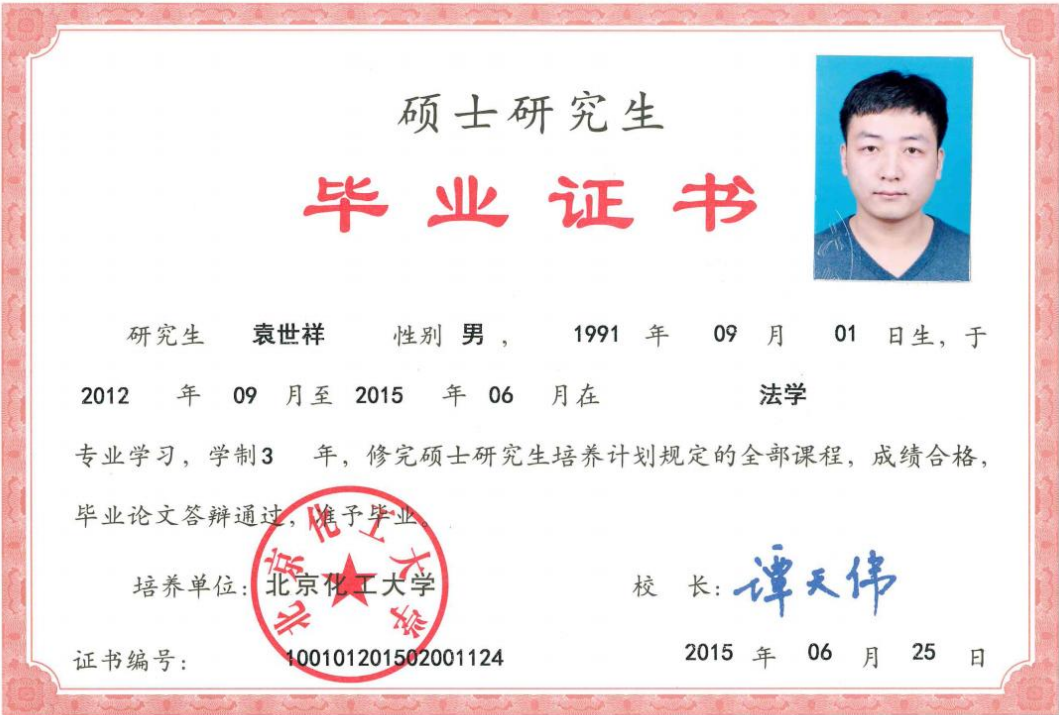 硕士研究生
毕业证书
研究生 袁世祥 性别 男 ， 1991 年 09 月 01 日生，于
2012 年 09 月至 2015 年 06 月在 法学
专业学习，学制3 年，修完硕士研究生培养计划规定的全部课程，成绩合格，
毕业论文答辩通过，准予毕业。
培养单位：北京化工大学
北京化工大学
校 长：谭天伟
证书编号： 100101201502001124
2015 年 06 月 25 日